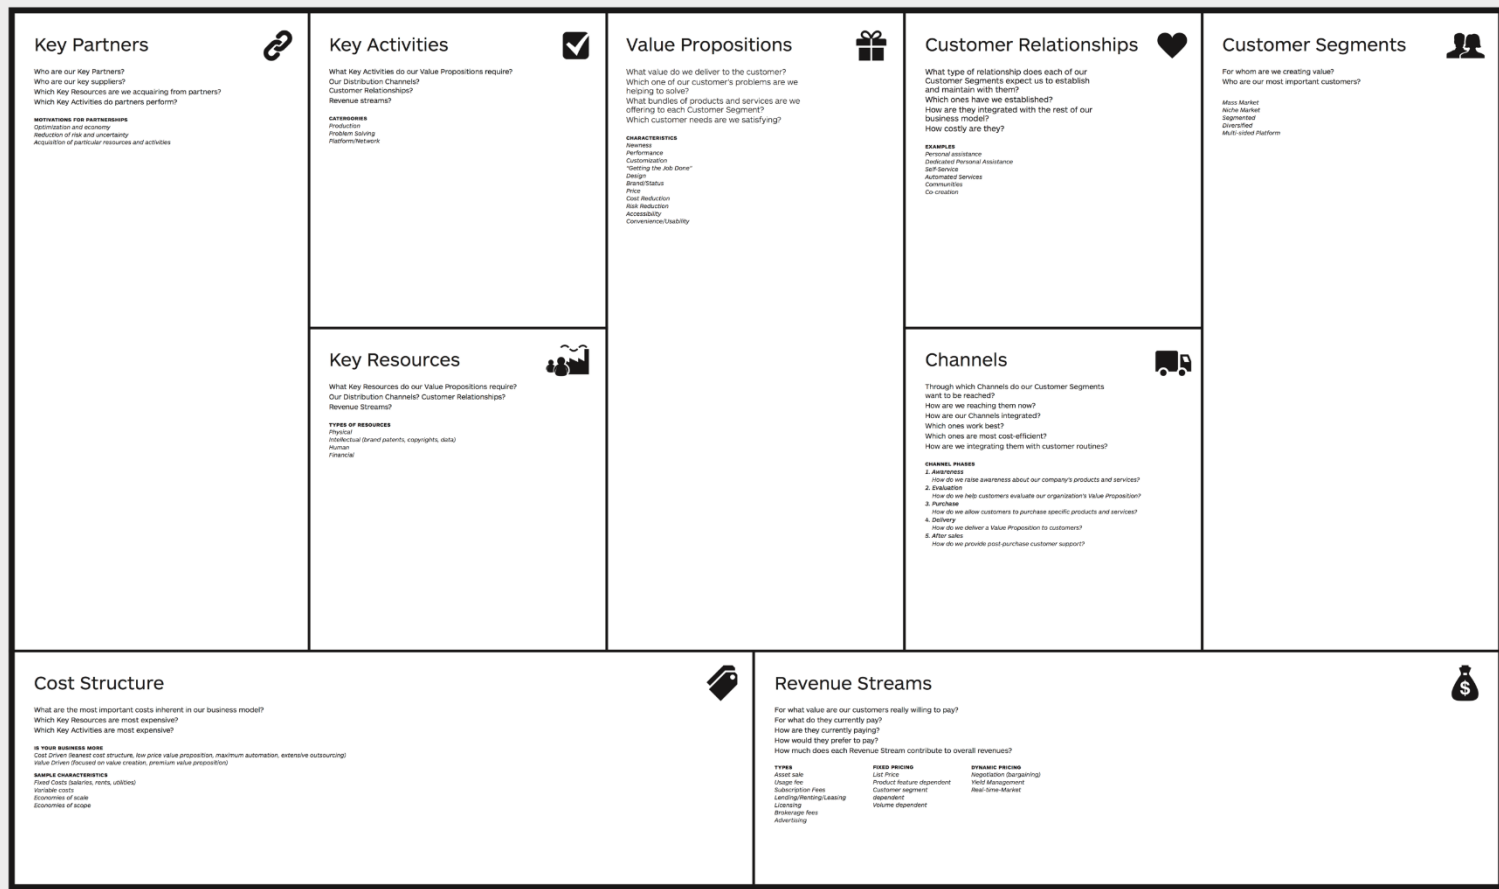 Key Partners
Who are our Key Partners?
Who are our key suppliers?
Which Key Resources are we acquairing from partners?
Which Key Activities do partners perform?
MOTIVATIONS FOR PARTNERSHIPS
Optimization and economy
Reduction of risk and uncertainty
Acquisition of particular resources and activities
Key Activities
What Key Activities do our Value Propositions require?
Our Distribution Channels?
Customer Relationships?
Revenue streams?
CATERGORIES
Production
Problem Solving
Platform/Network
Key Resources
What Key Resources do our Value Propositions require?
Our Distribution Channels? Customer Relationships?
Revenue Streams?
TYPES OF RESOURCES
Physical
Intellectual (brand patents, copyrights, data)
Human
Financial
Value Propositions
What value do we deliver to the customer?
Which one of our customer's problems are we
helping to solve?
What bundles of products and services are we
offering to each Customer Segment?
Which customer needs are we satisfying?
CHARACTERISTICS
Newness
Performance
Customization
"Getting the Job Done"
Design
Brand/Status
Price
Cost Reduction
Risk Reduction
Accessibility
Convenience/Usability
Customer Relationships
What type of relationship does each of our
Customer Segments expect us to establish
and maintain with them?
Which ones have we established?
How are they integrated with the rest of our
business model?
How costly are they?
EXAMPLES
Personal assistance
Dedicated Personal Assistance
Self-Service
Automated Services
Communities
Co-creation
Channels
Through which Channels do our Customer Segments
want to be reached?
How are we reaching them now?
How are our Channels integrated?
Which ones work best?
Which ones are most cost-efficient?
How are we integrating them with customer routines?
CHANNEL PHASES
1. Awareness
How do we raise awareness about our company's products and services?
2. Evaluation
How do we help customers evaluate our organization's Value Proposition?
3. Purchase
How do we allow customers to purchase specific products and services?
4. Delivery
How do we deliver a Value Proposition to customers?
5. After sales
How do we provide post-purchase customer support?
Customer Segments
For whom are we creating value?
Who are our most important customers?
Mass Market
Niche Market
Segmented
Diversified
Multi-sided Platform
Cost Structure
What are the most important costs inherent in our business model?
Which Key Resources are most expensive?
Which Key Activities are most expensive?
IS YOUR BUSINESS MORE
Cost Driven (leanest cost structure, low price value proposition, maximum automation, extensive outsourcing)
Value Driven (focused on value creation, premium value proposition)
SAMPLE CHARACTERISTICS
Fixed Costs (salaries, rents, utilities)
Variable costs
Economies of scale
Economies of scope
Revenue Streams
For what value are our customers really willing to pay?
For what do they currently pay?
How are they currently paying?
How would they prefer to pay?
How much does each Revenue Stream contribute to overall revenues?
TYPES
Asset sale
Usage fee
Subscription Fees
Lending/Renting/Leasing
Licensing
Brokerage fees
Advertising
FIXED PRICING
List Price
Product feature dependent
Customer segment
dependent
Volume dependent
DYNAMIC PRICING
Negotiation (bargaining)
Yield Management
Real-time-Market
$